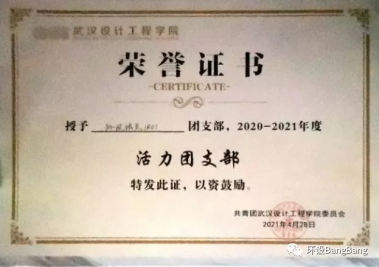 武汉设计工程学院
荣誉证书
-CERTIFICATE-
授予 团支部，2020-2021年度
活力团支部
特发此证，以资鼓励。
共青团武汉设计工程学院委员会
2021年4月28日
环设BangBang